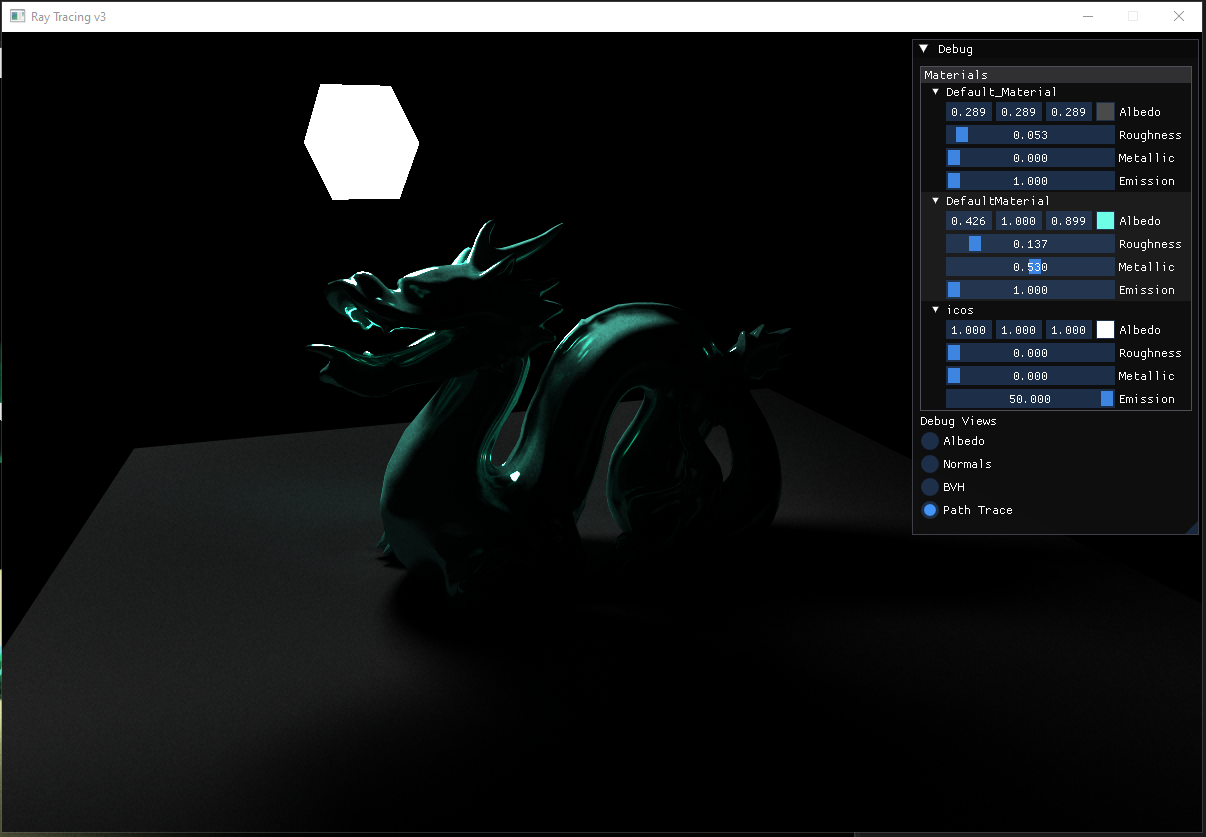 Ray Tracing v3
Debug
Materials
Default_Material
0.289 0.289 0.289 Albedo
0.053 Roughness
0.000 Metallic
1.000 Emission
DefaultMaterial
0.426 1.000 0.899 Albedo
0.137 Roughness
0.530 Metallic
1.000 Emission
icos
1.000 1.000 1.000 Albedo
0.000 Roughness
0.000 Metallic
50.000 Emission
Debug Views
Albedo
Normals
BVH
Path Trace